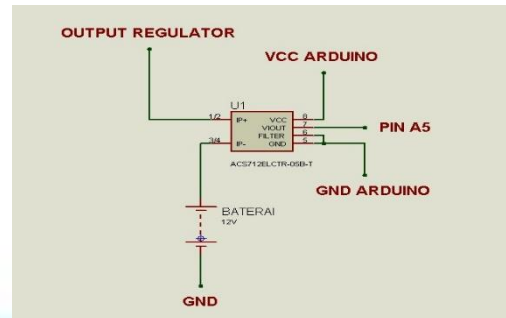 OUTPUT REGULATOR
VCC ARDUINO
U1
1/2 IP+ VCC 8
VIOUT 7 PIN A5
FILTER 6
3/4 IP- GND 5
ACS712ELCTR-05B-T
GND ARDUINO
BATERAI
12V
GND